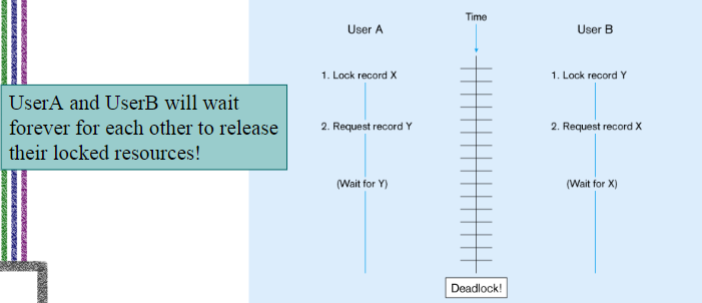 Time
User A
User B
1. Lock record X
1. Lock record Y
UserA and UserB will wait
forever for each other to release
their locked resources!
2. Request record Y
2. Request record X
(Wait for Y)
(Wait for X)
Deadlock!